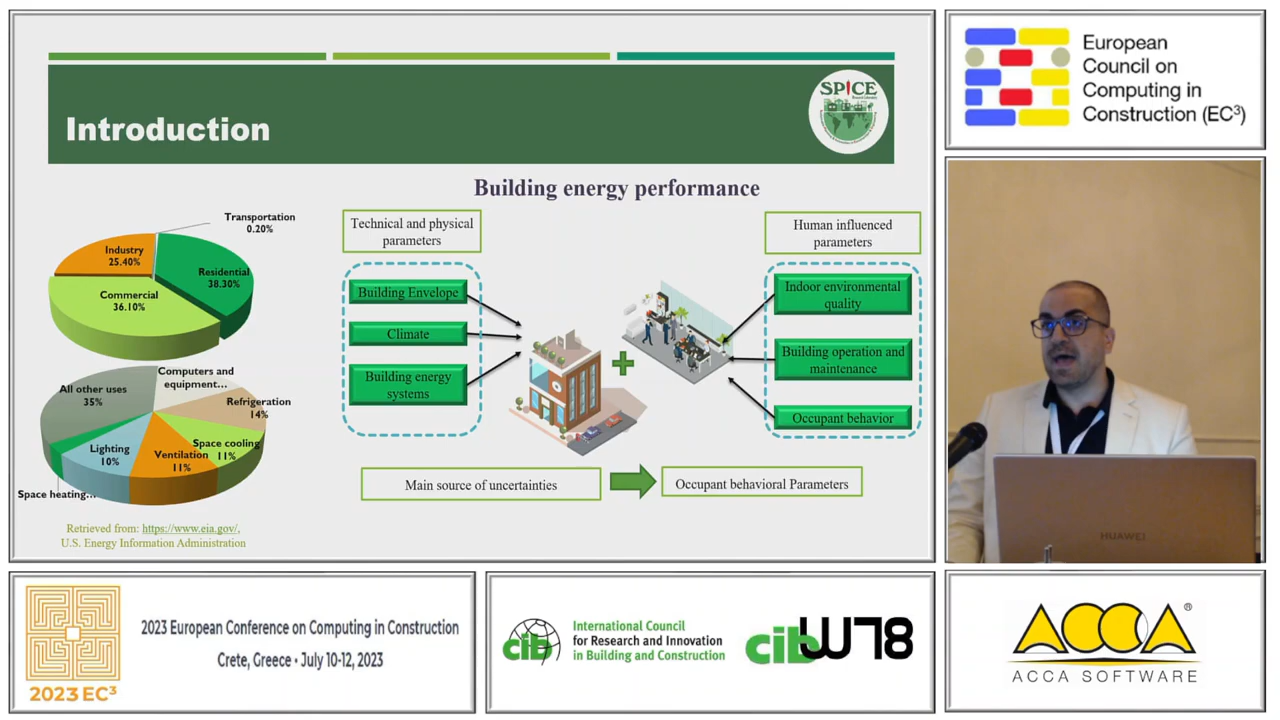 Introduction
SPICE
Building energy performance
Transportation
0.20%
Industry
25.40%
Residential
38.30%
Commercial
36.10%
Computers and
equipment...
All other uses
35%
Refrigeration
14%
Space cooling
11%
Ventilation
11%
Lighting
10%
Space heating...
Retrieved from: https://www.eia.gov/,
U.S. Energy Information Administration
Technical and physical
parameters
Building Envelope
Climate
Building energy
systems
Human influenced
parameters
Indoor environmental
quality
Building operation and
maintenance
Occupant behavior
Main source of uncertainties
Occupant behavioral Parameters
European
Council on
Computing in
Construction (EC³)
HUAWEI
2023 EC³
2023 European Conference on Computing in Construction
Crete, Greece • July 10-12, 2023
cib
International Council
for Research and Innovation
in Building and Construction
cib W78
ACCA ®
ACCA SOFTWARE